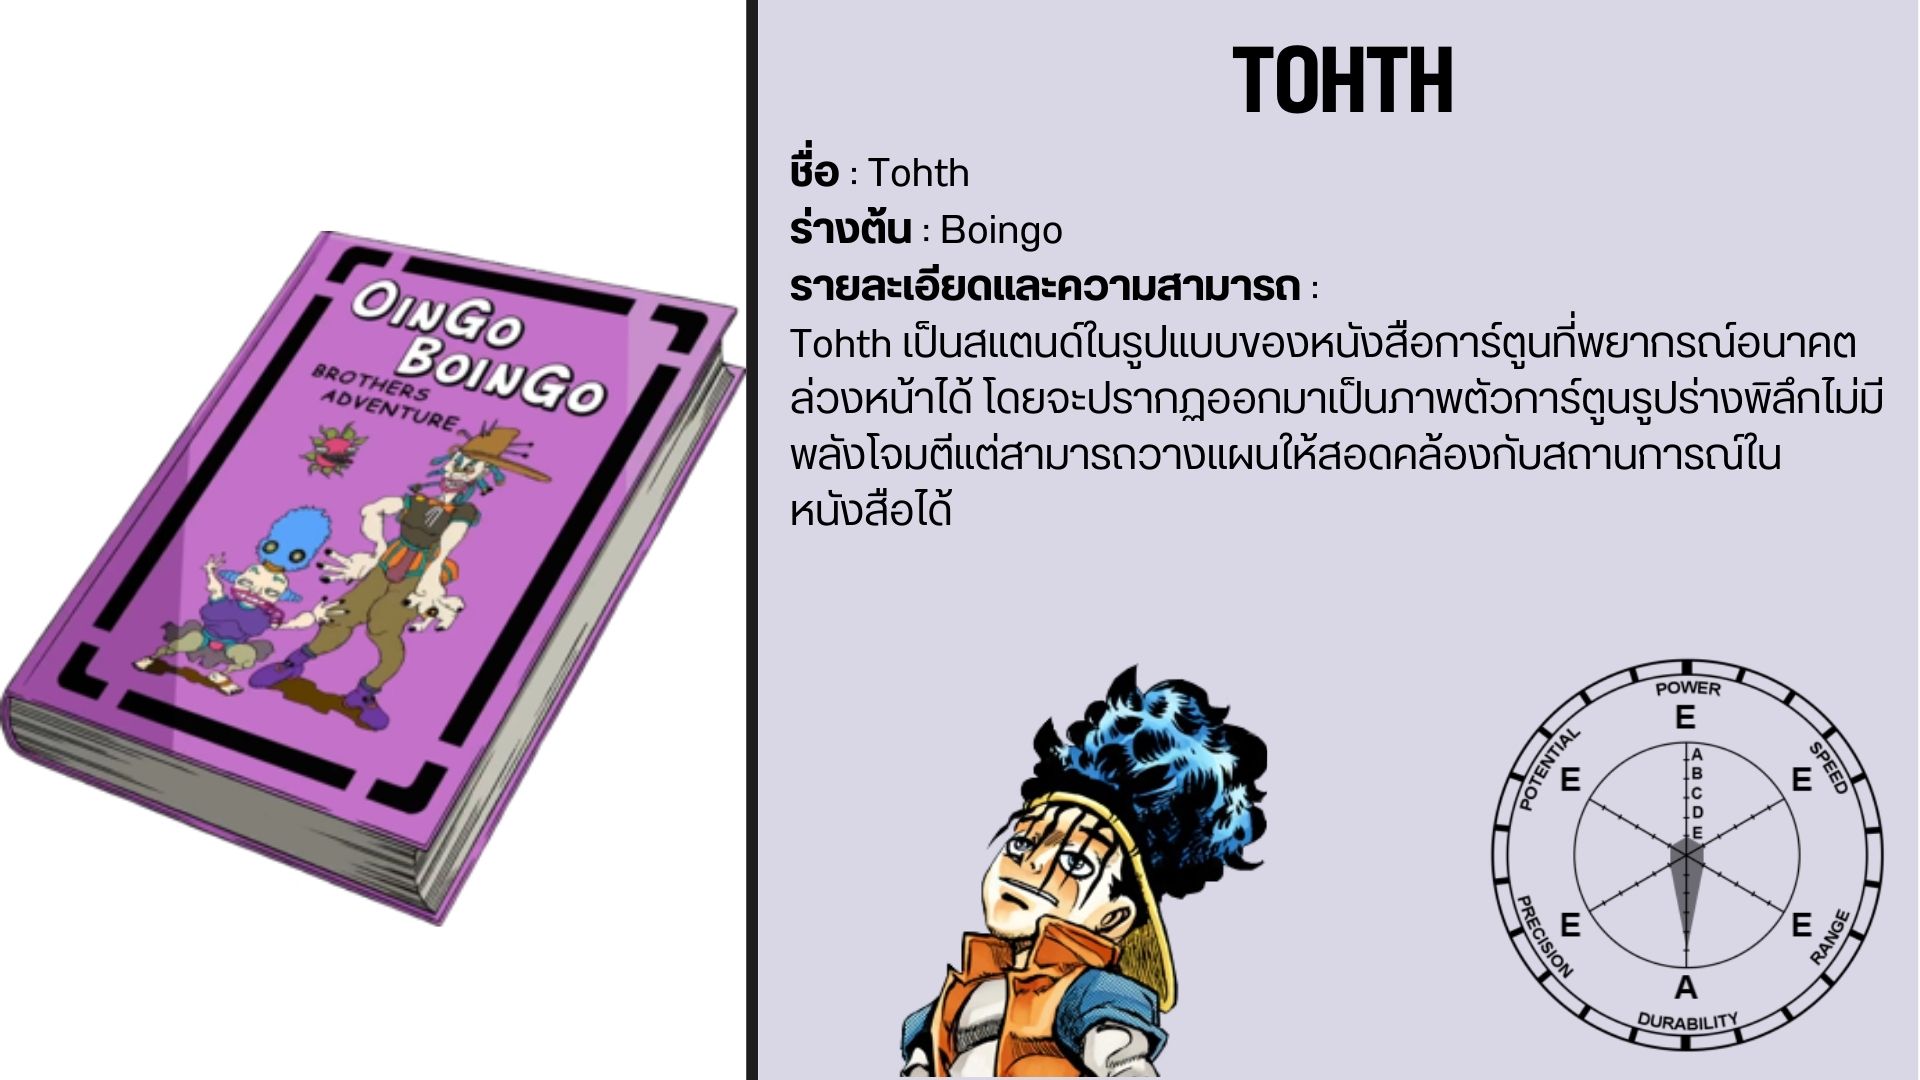 OINGO
BOINGO
BROTHERS
ADVENTURE
TOHTH
ชื่อ : Tohth
ร่างต้น : Boingo
รายละเอียดและความสามารถ :
Tohth เป็นสแตนด์ในรูปแบบของหนังสือการ์ตูนที่พยากรณ์อนาคต
ล่วงหน้าได้ โดยจะปรากฏออกมาเป็นภาพตัวการ์ตูนรูปร่างพิลึกไม่มี
พลังโจมตีแต่สามารถวางแผนให้สอดคล้องกับสถานการณ์ใน
หนังสือได้
POWER
E
POTENTIAL
E
SPEED
E
A
B
C
D
E
PRECISION
E
RANGE
E
A
DURABILITY